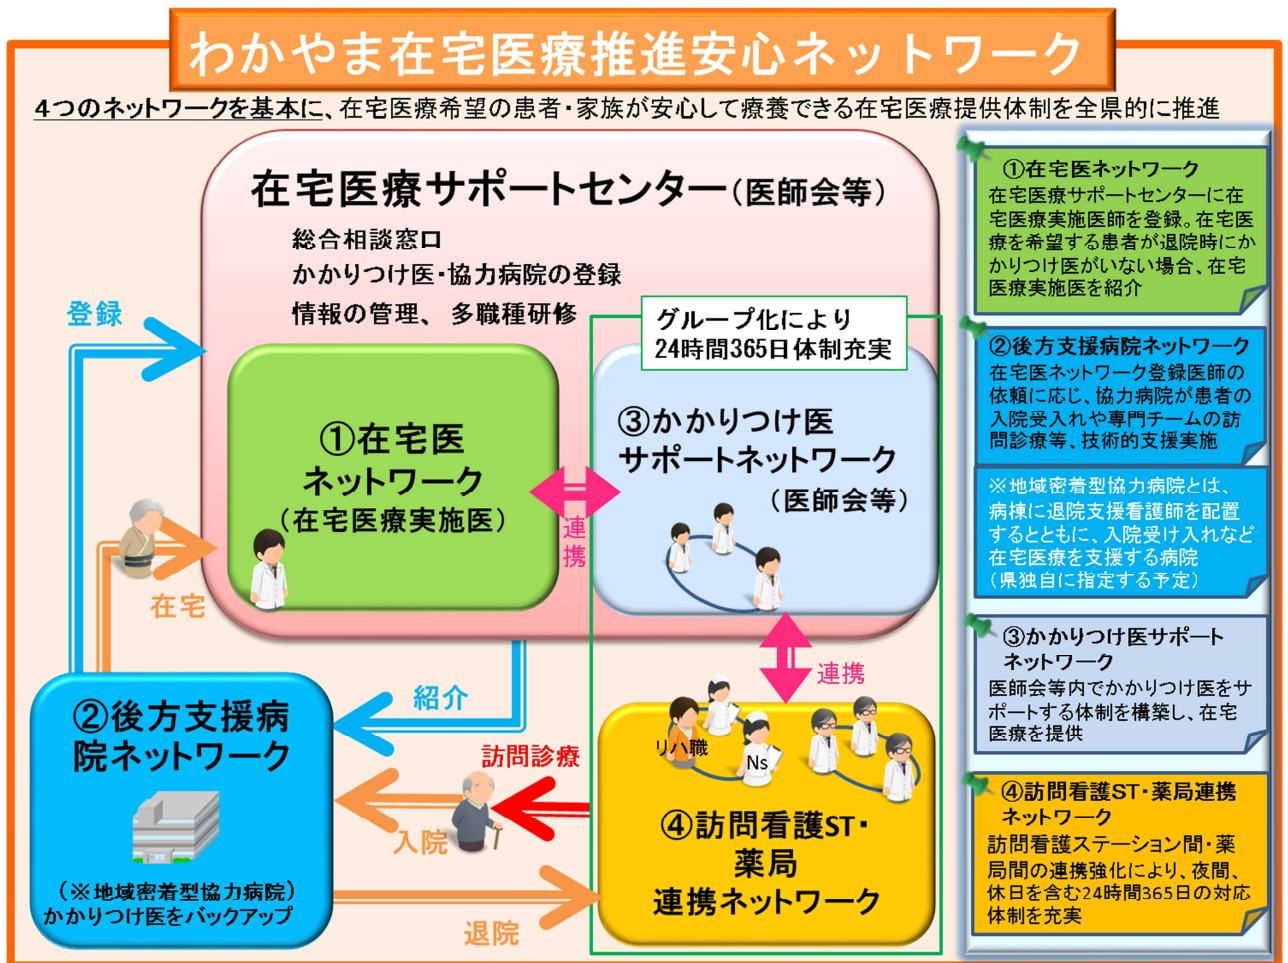 わかやま在宅医療推進安心ネットワーク
４つのネットワークを基本に、在宅医療希望の患者・家族が安心して療養できる在宅医療提供体制を全県的に推進
在宅医療サポートセンター（医師会等）
総合相談窓口
かかりつけ医・協力病院の登録
情報の管理、多職種研修
グループ化により
24時間365日体制充実
登録
①在宅医
ネットワーク
（在宅医療実施医）
③かかりつけ医
サポートネットワーク
（医師会等）
連携
在宅
連携
②後方支援病
院ネットワーク
（※地域密着型協力病院）
かかりつけ医をバックアップ
紹介
訪問診療
入院
退院
リハ職
Ns
④訪問看護ST・
薬局
連携ネットワーク
①在宅医ネットワーク
在宅医療サポートセンターに在
宅医療実施医師を登録。在宅医
療を希望する患者が退院時にか
かりつけ医がいない場合、在宅
医療実施医を紹介
②後方支援病院ネットワーク
在宅医ネットワーク登録医師の
依頼に応じ、協力病院が患者の
入院受入れや専門チームの訪
問診療等、技術的支援実施
※地域密着型協力病院とは、
病棟に退院支援看護師を配置
するとともに、入院受け入れなど
在宅医療を支援する病院
（県独自に指定する予定）
③かかりつけ医サポート
ネットワーク
医師会等内でかかりつけ医をサ
ポートする体制を構築し、在宅
医療を提供
④訪問看護ST・薬局連携
ネットワーク
訪問看護ステーション間・薬
局間の連携強化により、夜間、
休日を含む24時間365日の対応
体制を充実